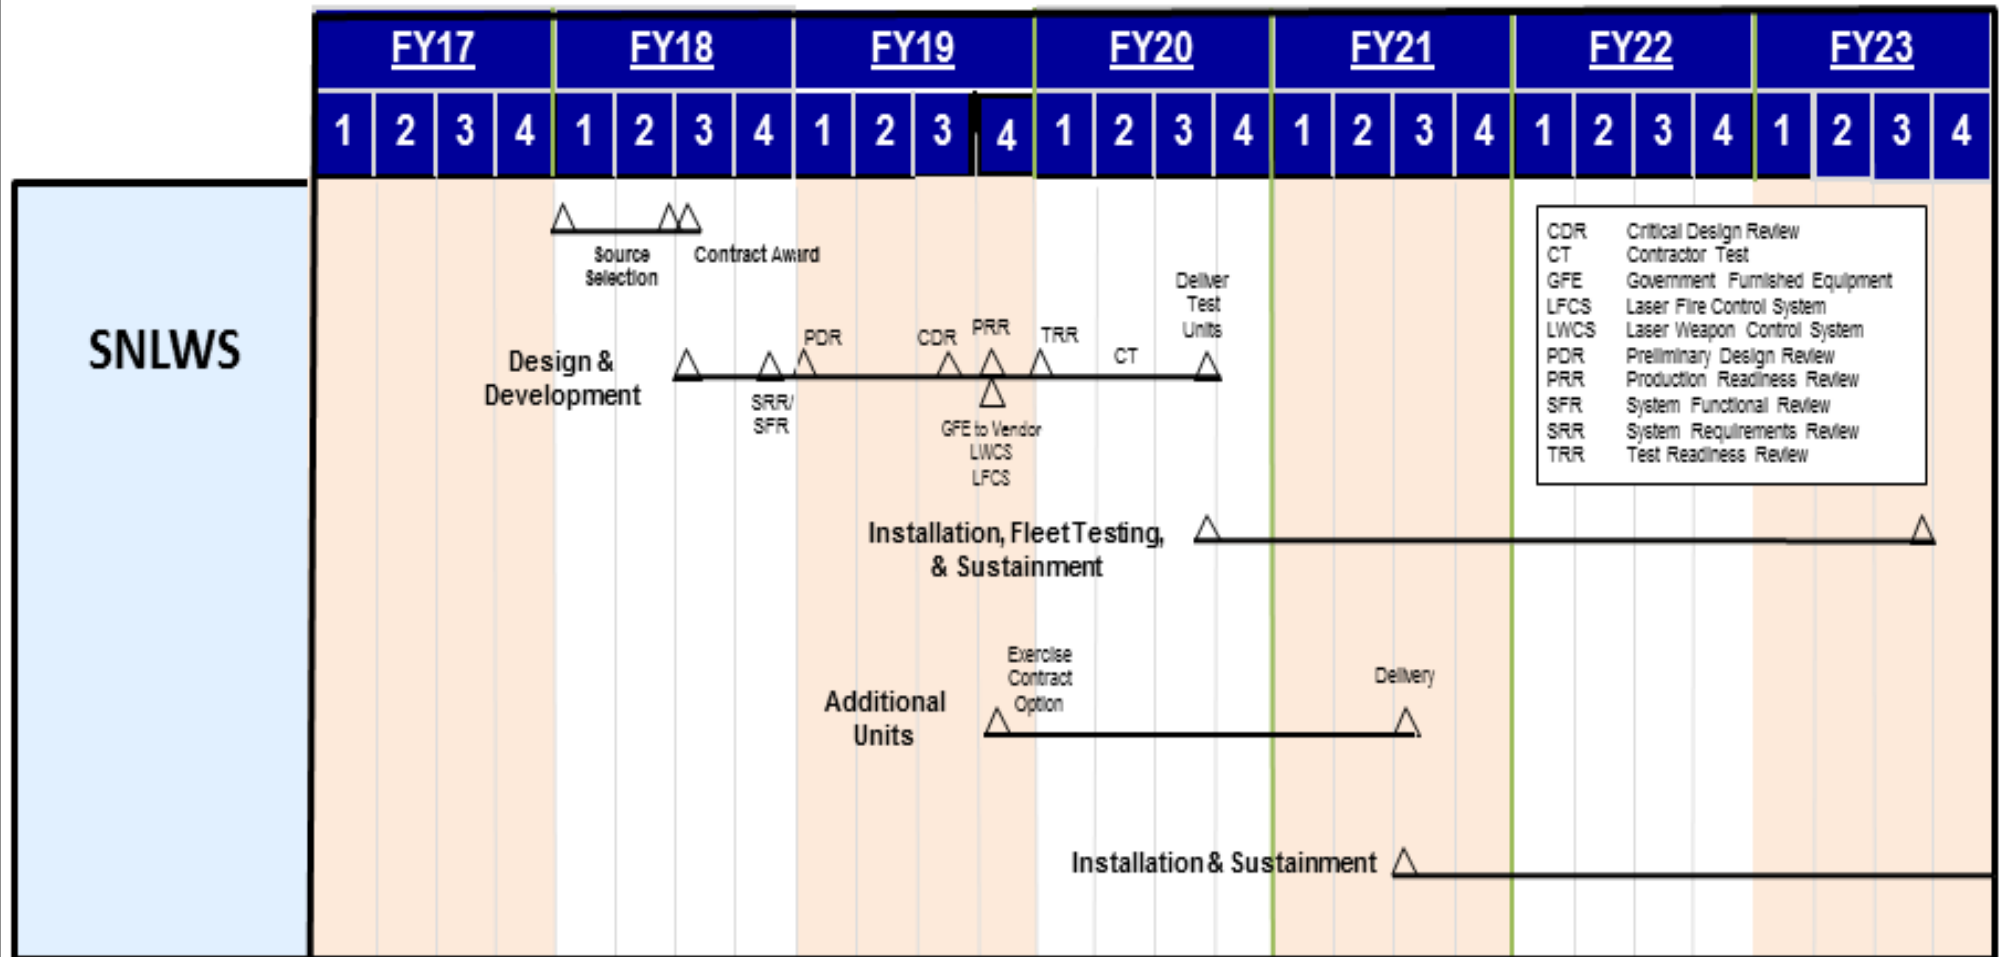 FY17 FY18 FY19 FY20 FY21 FY22 FY23
1 2 3 4 1 2 3 4 1 2 3 4 1 2 3 4 1 2 3 4 1 2 3 4 1 2 3 4
SNLWS
Source
Selection
Contract Award
Design &
Development
SRR/
SFR
PDR
CDR
PRR
GFE to Vendor
LWCS
LFCS
TRR
CT
Deliver
Test
Units
CDR Critical Design Review
CT Contractor Test
GFE Government Furnished Equipment
LFCS Laser Fire Control System
LWCS Laser Weapon Control System
PDR Preliminary Design Review
PRR Production Readiness Review
SFR System Functional Review
SRR System Requirements Review
TRR Test Readiness Review
Installation, Fleet Testing,
& Sustainment
Additional
Units
Exercise
Contract
Option
Delivery
Installation & Sustainment